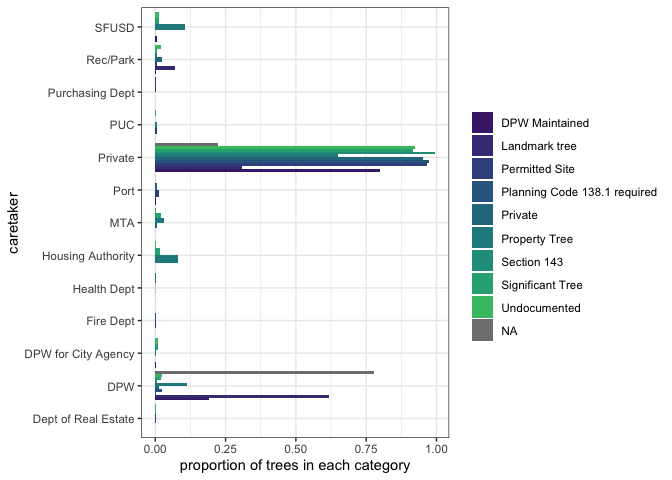 SFUSD
Rec/Park
Purchasing Dept
PUC
Private
Port
MTA
Housing Authority
Health Dept
Fire Dept
DPW for City Agency
DPW
Dept of Real Estate
caretaker
0.00 0.25 0.50 0.75 1.00
proportion of trees in each category
DPW Maintained
Landmark tree
Permitted Site
Planning Code 138.1 required
Private
Property Tree
Section 143
Significant Tree
Undocumented
NA